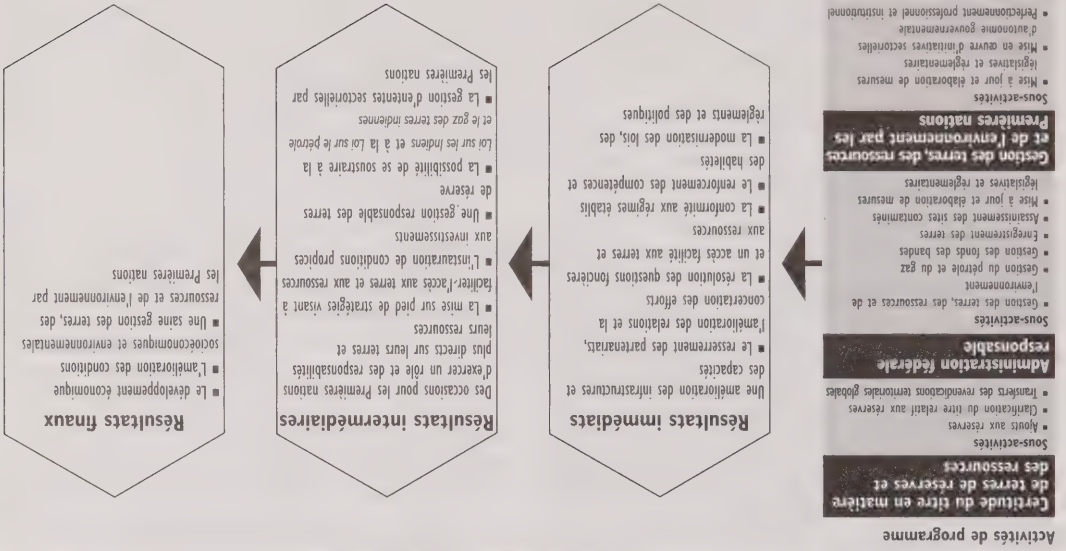 Activités de programme
Certitude du titre en matière
de terres de réserves et
des ressources
Sous-activités
■ Ajouts aux réserves
■ Clarification du titre relatif aux réserves
■ Transferts des revendications territoriales globales
Administration fédérale
responsable
Sous-activités
■ Gestion des terres, des ressources et de
l'environnement
■ Gestion du pétrole et du gaz
■ Gestion des fonds des bandes
■ Enregistrement des terres
■ Assainissement des sites contaminés
■ Mise à jour et élaboration de mesures
législatives et réglementaires
Gestion des terres, des ressources
et de l'environnement par les
Premières nations
Sous-activités
■ Mise à jour et élaboration de mesures
législatives et réglementaires
■ Mise en œuvre d'initiatives sectorielles
d'autonomie gouvernementale
■ Perfectionnement professionnel et institutionnel
Résultats immédiats
Une amélioration des infrastructures et
des capacités
■ Le resserrement des partenariats,
l'amélioration des relations et la
concertation des efforts
■ La résolution des questions foncières
et un accès facilité aux terres et
aux ressources
■ La conformité aux régimes établis
■ Le renforcement des compétences et
des habiletés
■ La modernisation des lois, des
règlements et des politiques
Résultats intermédiaires
Des occasions pour les Premières nations
d'exercer un rôle et des responsabilités
plus directs sur leurs terres et
leurs ressources
■ La mise sur pied de stratégies visant à
faciliter l'accès aux terres et aux ressources
■ L'instauration de conditions propices
aux investissements
■ Une gestion responsable des terres
de réserve
■ La possibilité de se soustraire à la
Loi sur les Indiens et à la Loi sur le pétrole
et le gaz des terres indiennes
■ La gestion d'ententes sectorielles par
les Premières nations
Résultats finaux
■ Le développement économique
■ L'amélioration des conditions
socioéconomiques et environnementales
■ Une saine gestion des terres, des
ressources et de l'environnement par
les Premières nations